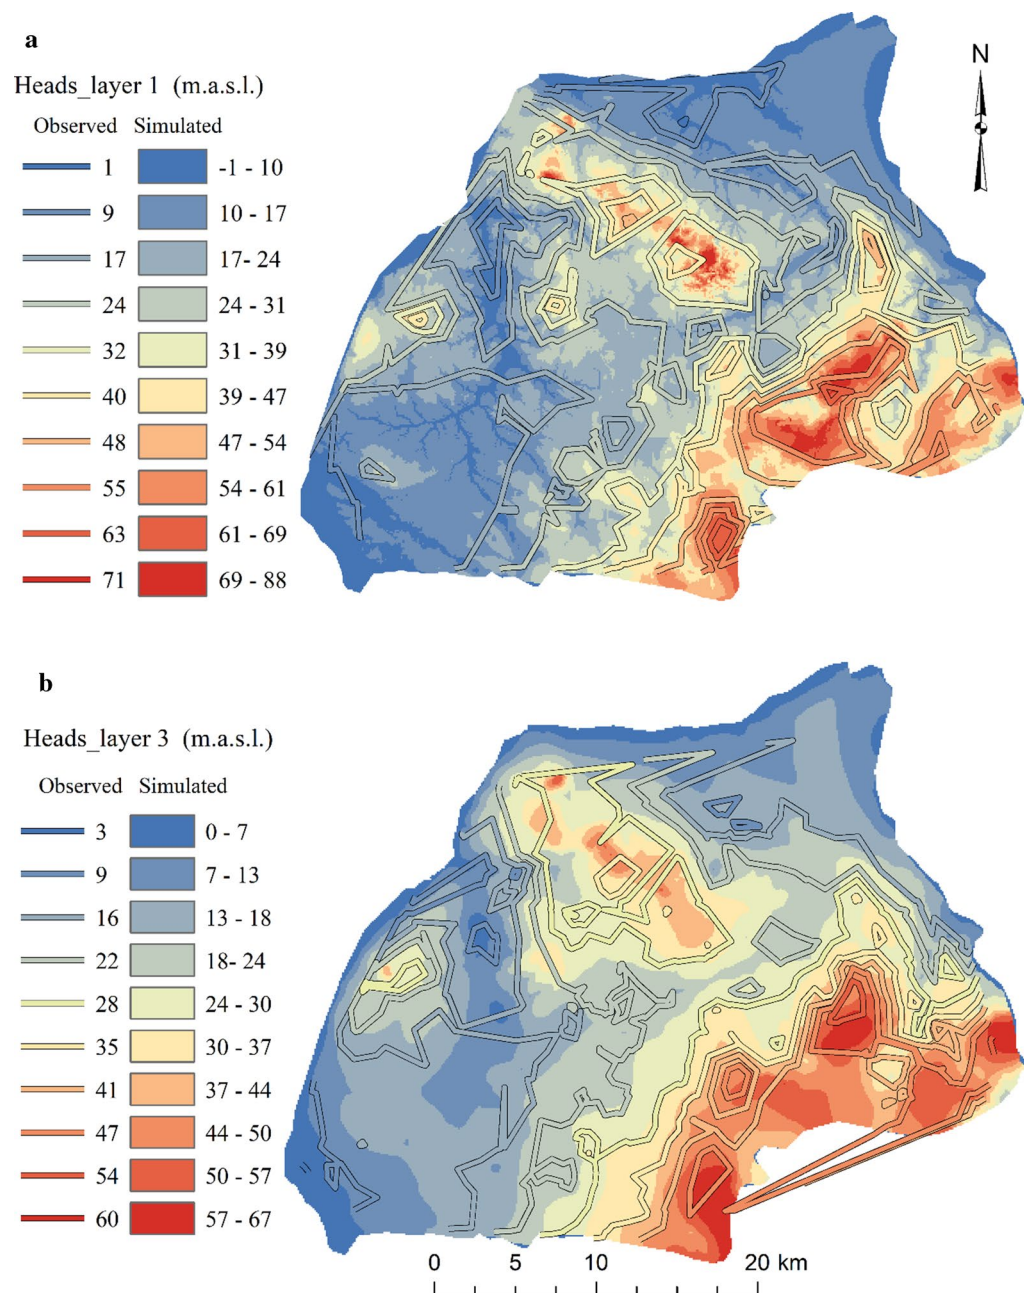 a
N
Heads_layer 1 (m.a.s.l.)
Observed Simulated
1 -1 - 10
9 10 - 17
17 17- 24
24 24 - 31
32 31 - 39
40 39 - 47
48 47 - 54
55 54 - 61
63 61 - 69
71 69 - 88
b
Heads_layer 3 (m.a.s.l.)
Observed Simulated
3 0 - 7
9 7 - 13
16 13 - 18
22 18- 24
28 24 - 30
35 30 - 37
41 37 - 44
47 44 - 50
54 50 - 57
60 57 - 67
0 5 10 20 km